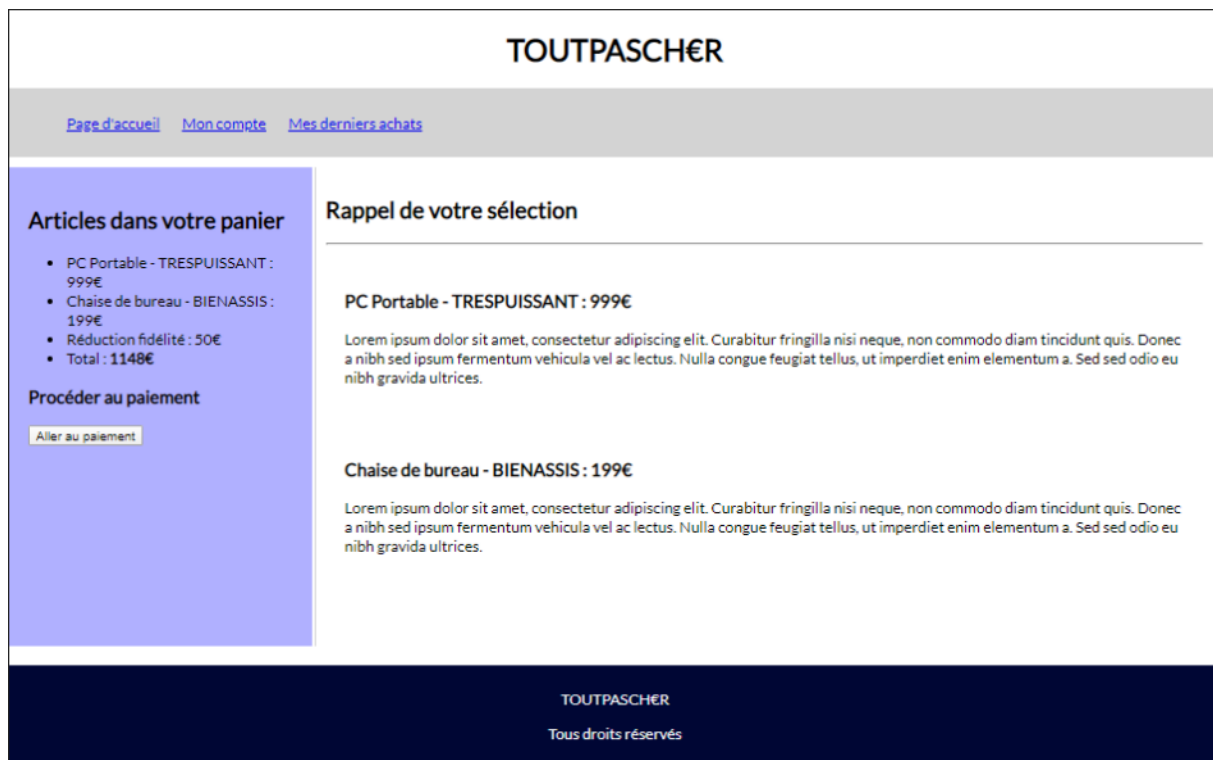 TOUTPASCH€R
Page d'accueil Mon compte Mes derniers achats
Articles dans votre panier
PC Portable - TRESPUISSANT :
999€
Chaise de bureau - BIENASSIS :
199€
Réduction fidélité : 50€
Total : 1148€
Procéder au paiement
Aller au paiement
Rappel de votre sélection
PC Portable - TRESPUISSANT : 999€
Lorem ipsum dolor sit amet, consectetur adipiscing elit. Curabitur fringilla nisi neque, non commodo diam tincidunt quis. Donec
a nibh sed ipsum fermentum vehicula vel ac lectus. Nulla congue feugiat tellus, ut imperdiet enim elementum a. Sed sed odio eu
nibh gravida ultrices.
Chaise de bureau - BIENASSIS : 199€
Lorem ipsum dolor sit amet, consectetur adipiscing elit. Curabitur fringilla nisi neque, non commodo diam tincidunt quis. Donec
a nibh sed ipsum fermentum vehicula vel ac lectus. Nulla congue feugiat tellus, ut imperdiet enim elementum a. Sed sed odio eu
nibh gravida ultrices.
TOUTPASCH€R
Tous droits réservés